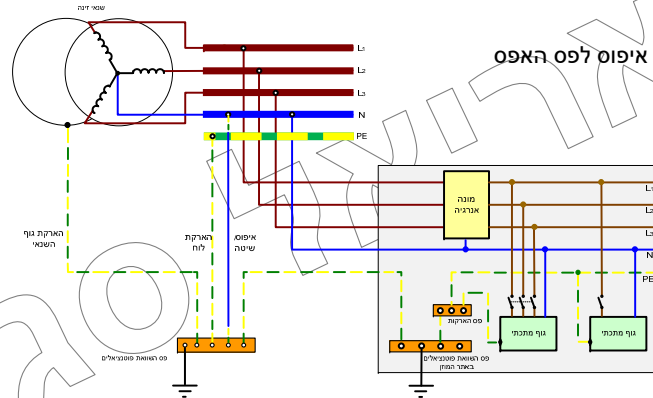 שנאי זינה
איפוס לפס האפס
L1
L2
L3
N
PE
מונה
אנרגיה
L1
L2
L3
N
PE
הארקת גוף
השנאי
הארקת
לוח
איפוס
שיטה
פס הארקות
גוף מתכתי
גוף מתכתי
פס השוואת פוטנציאלים
פס השוואת פוטנציאלים
באתר המוזן